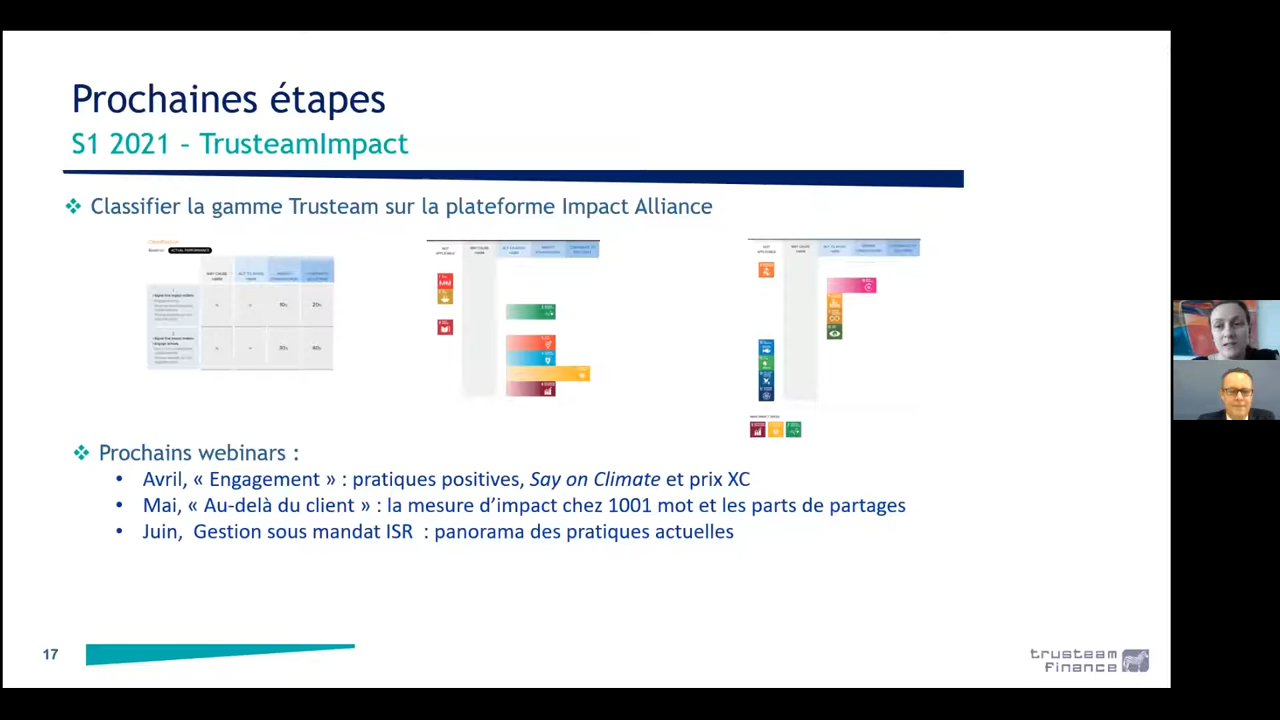 Prochaines étapes
S1 2021 – TrusteamImpact
Classifier la gamme Trusteam sur la plateforme Impact Alliance
ACTUAL PERFORMANCE
Prochains webinars :
• Avril, « Engagement » : pratiques positives, Say on Climate et prix XC
• Mai, « Au-delà du client » : la mesure d'impact chez 1001 mot et les parts de partages
• Juin, Gestion sous mandat ISR : panorama des pratiques actuelles
17
trusteam
finance